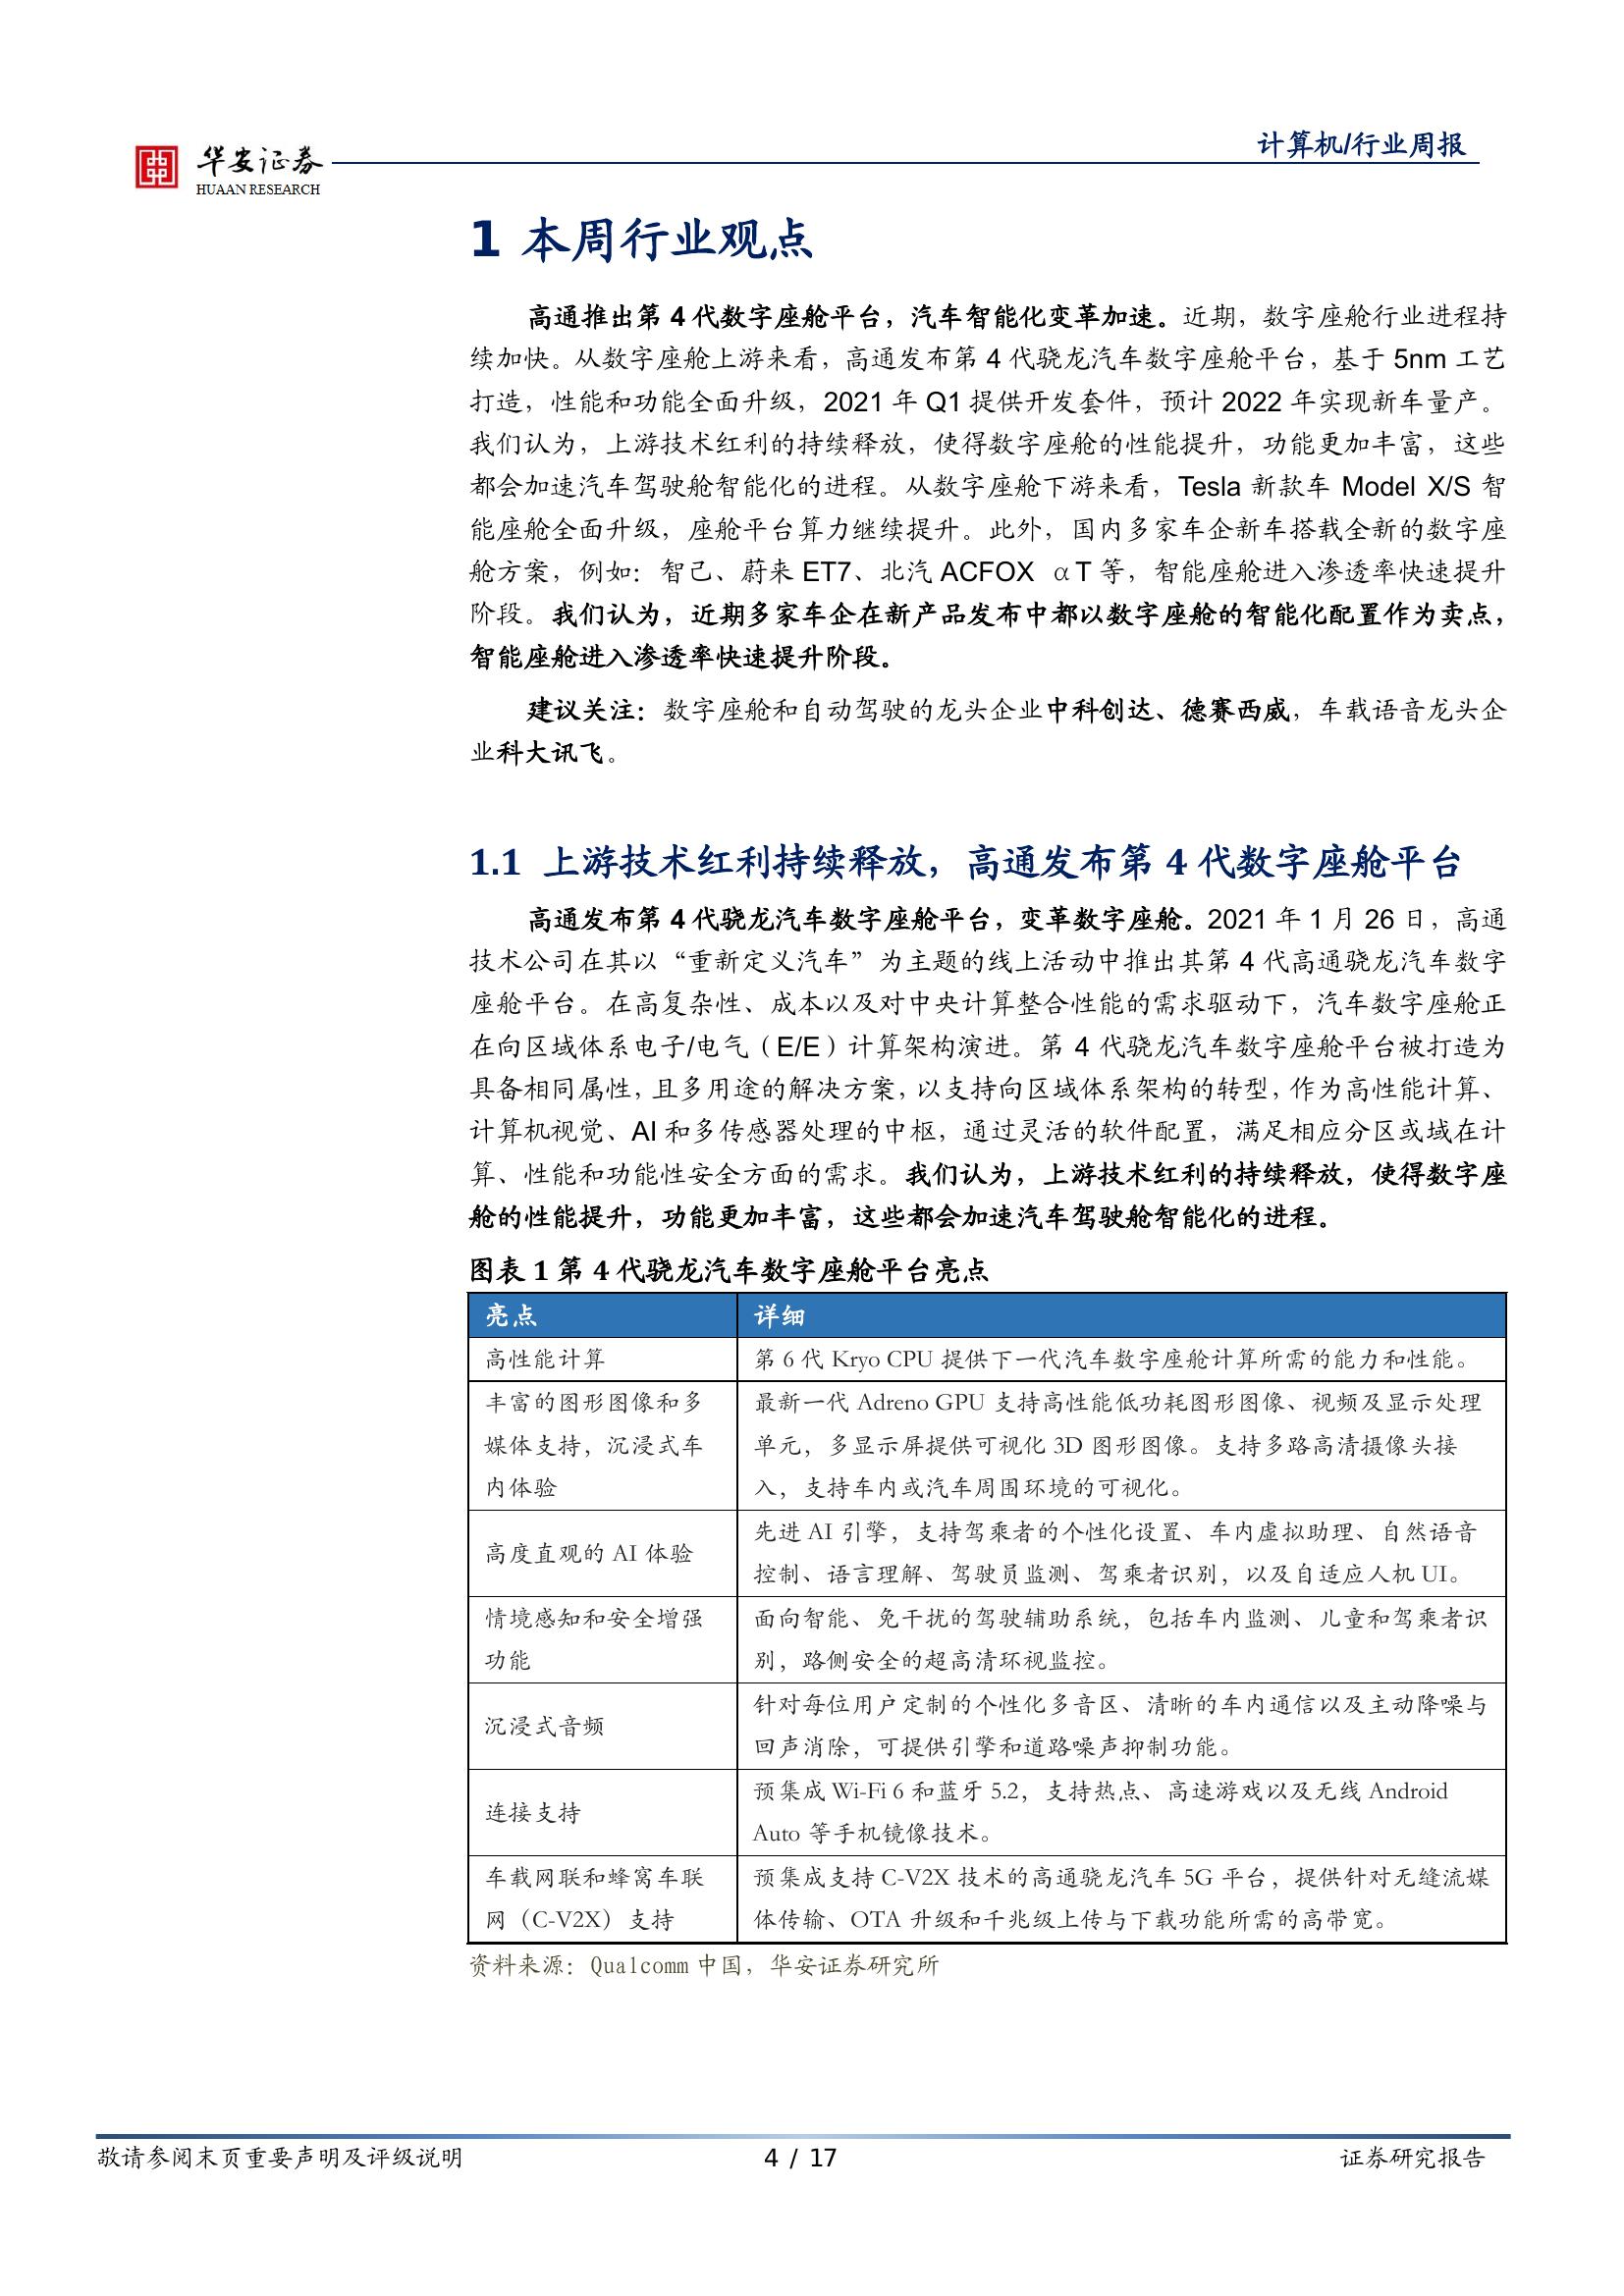 华安证券
HUAAN RESEARCH
计算机/行业周报
1 本周行业观点
高通推出第 4 代数字座舱平台，汽车智能化变革加速。近期，数字座舱行业进程持
续加快。从数字座舱上游来看，高通发布第 4 代骁龙汽车数字座舱平台，基于 5nm 工艺
打造，性能和功能全面升级，2021 年 Q1 提供开发套件，预计 2022 年实现新车量产。
我们认为，上游技术红利的持续释放，使得数字座舱的性能提升，功能更加丰富，这些
都会加速汽车驾驶舱智能化的进程。从数字座舱下游来看，Tesla 新款车 Model X/S 智
能座舱全面升级，座舱平台算力继续提升。此外，国内多家车企新车搭载全新的数字座
舱方案，例如：智己、蔚来 ET7、北汽 ACFOX αT 等，智能座舱进入渗透率快速提升
阶段。我们认为，近期多家车企在新产品发布中都以数字座舱的智能化配置作为卖点，
智能座舱进入渗透率快速提升阶段。
建议关注：数字座舱和自动驾驶的龙头企业中科创达、德赛西威，车载语音龙头企
业科大讯飞。
1.1 上游技术红利持续释放，高通发布第 4 代数字座舱平台
高通发布第 4 代骁龙汽车数字座舱平台，变革数字座舱。2021 年 1 月 26 日，高通
技术公司在其以“重新定义汽车”为主题的线上活动中推出其第 4 代高通骁龙汽车数字
座舱平台。在高复杂性、成本以及对中央计算整合性能的需求驱动下，汽车数字座舱正
在向区域体系电子/电气（E/E）计算架构演进。第 4 代骁龙汽车数字座舱平台被打造为
具备相同属性，且多用途的解决方案，以支持向区域体系架构的转型，作为高性能计算、
计算机视觉、AI 和多传感器处理的中枢，通过灵活的软件配置，满足相应分区或域在计
算、性能和功能性安全方面的需求。我们认为，上游技术红利的持续释放，使得数字座
舱的性能提升，功能更加丰富，这些都会加速汽车驾驶舱智能化的进程。
图表 1 第 4 代骁龙汽车数字座舱平台亮点
亮点
详细
高性能计算
第 6 代 Kryo CPU 提供下一代汽车数字座舱计算所需的能力和性能。
丰富的图形图像和多
媒体支持，沉浸式车
内体验
最新一代 Adreno GPU 支持高性能低功耗图形图像、视频及显示处理
单元，多显示屏提供可视化 3D 图形图像。支持多路高清摄像头接
入，支持车内或汽车周围环境的可视化。
高度直观的 AI 体验
先进 AI 引擎，支持驾乘者的个性化设置、车内虚拟助理、自然语音
控制、语言理解、驾驶员监测、驾乘者识别，以及自适应人机 UI。
情境感知和安全增强
功能
面向智能、免干扰的驾驶辅助系统，包括车内监测、儿童和驾乘者识
别，路侧安全的超高清环视监控。
沉浸式音频
针对每位用户定制的个性化多音区、清晰的车内通信以及主动降噪与
回声消除，可提供引擎和道路噪声抑制功能。
连接支持
预集成 Wi-Fi 6 和蓝牙 5.2，支持热点、高速游戏以及无线 Android
Auto 等手机镜像技术。
车载网联和蜂窝车联
网（C-V2X）支持
预集成支持 C-V2X 技术的高通骁龙汽车 5G 平台，提供针对无缝流媒
体传输、OTA 升级和千兆级上传与下载功能所需的高带宽。
资料来源：Qualcomm 中国，华安证券研究所
敬请参阅末页重要声明及评级说明
4 / 17
证券研究报告